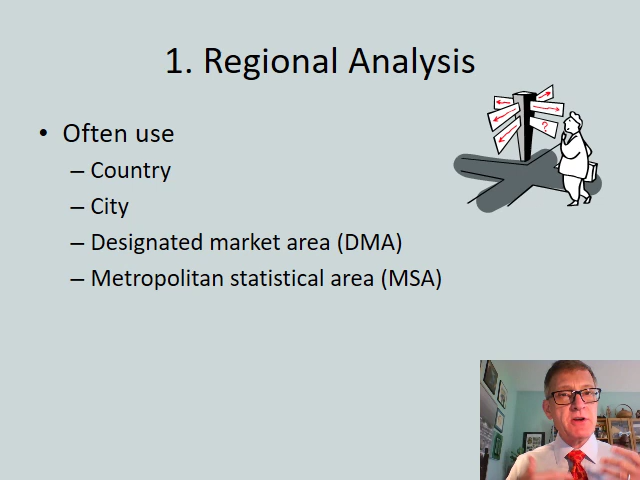 1. Regional Analysis
• Often use
– Country
– City
– Designated market area (DMA)
– Metropolitan statistical area (MSA)
?